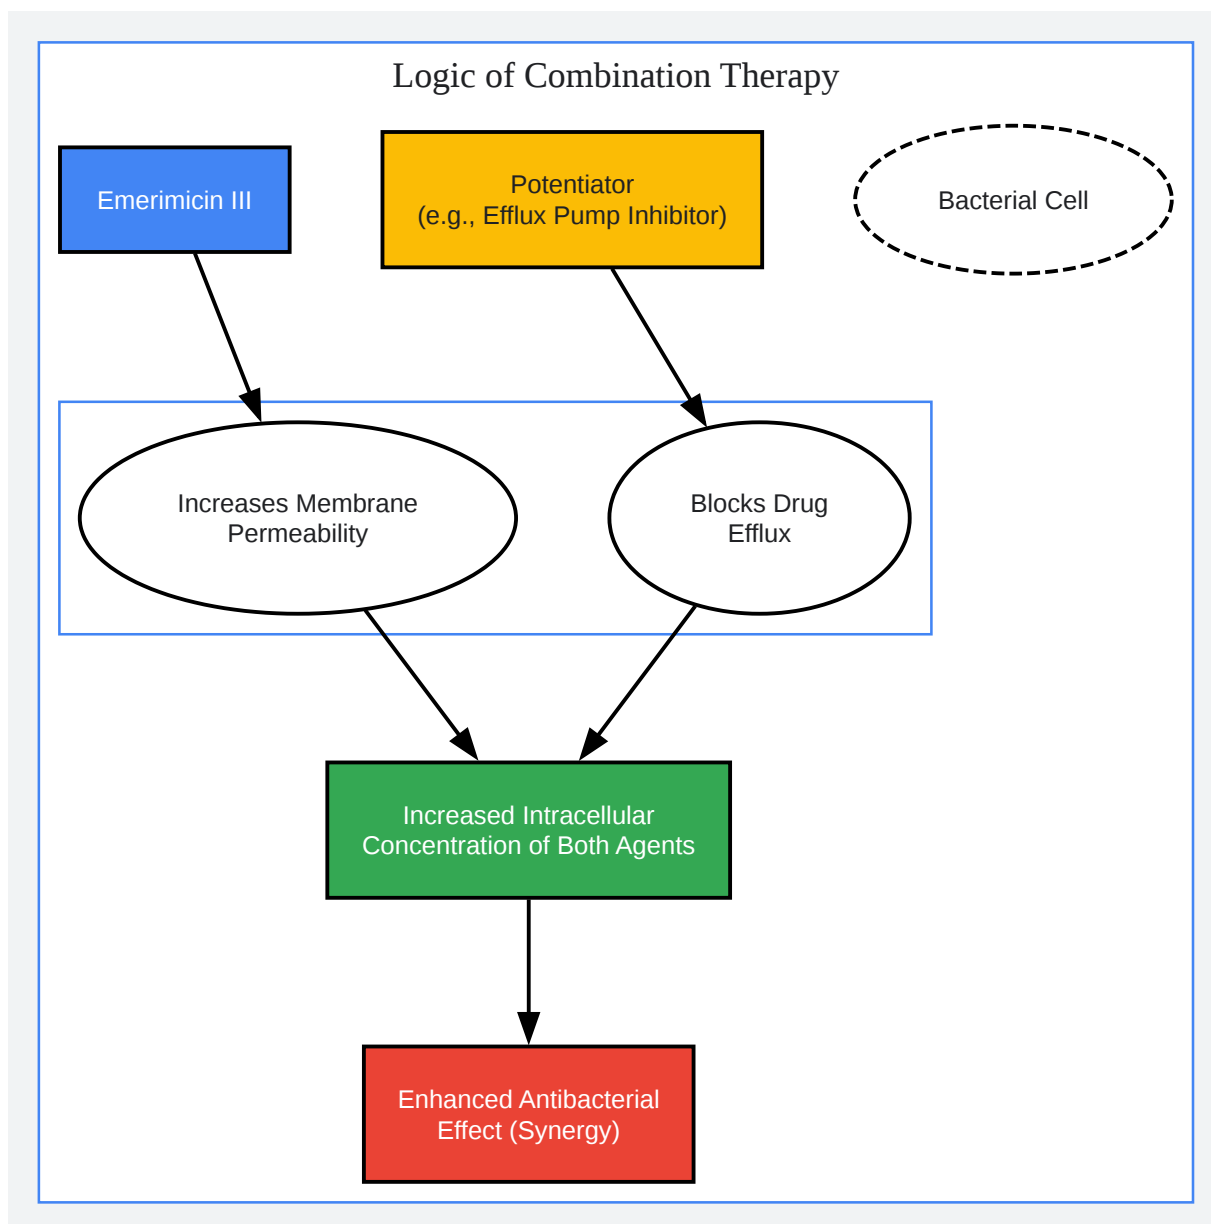 Logic of Combination Therapy
Emerimicin III
Potentiator
(e.g., Efflux Pump Inhibitor)
Bacterial Cell
Increases Membrane
Permeability
Blocks Drug
Efflux
Increased Intracellular
Concentration of Both Agents
Enhanced Antibacterial
Effect (Synergy)